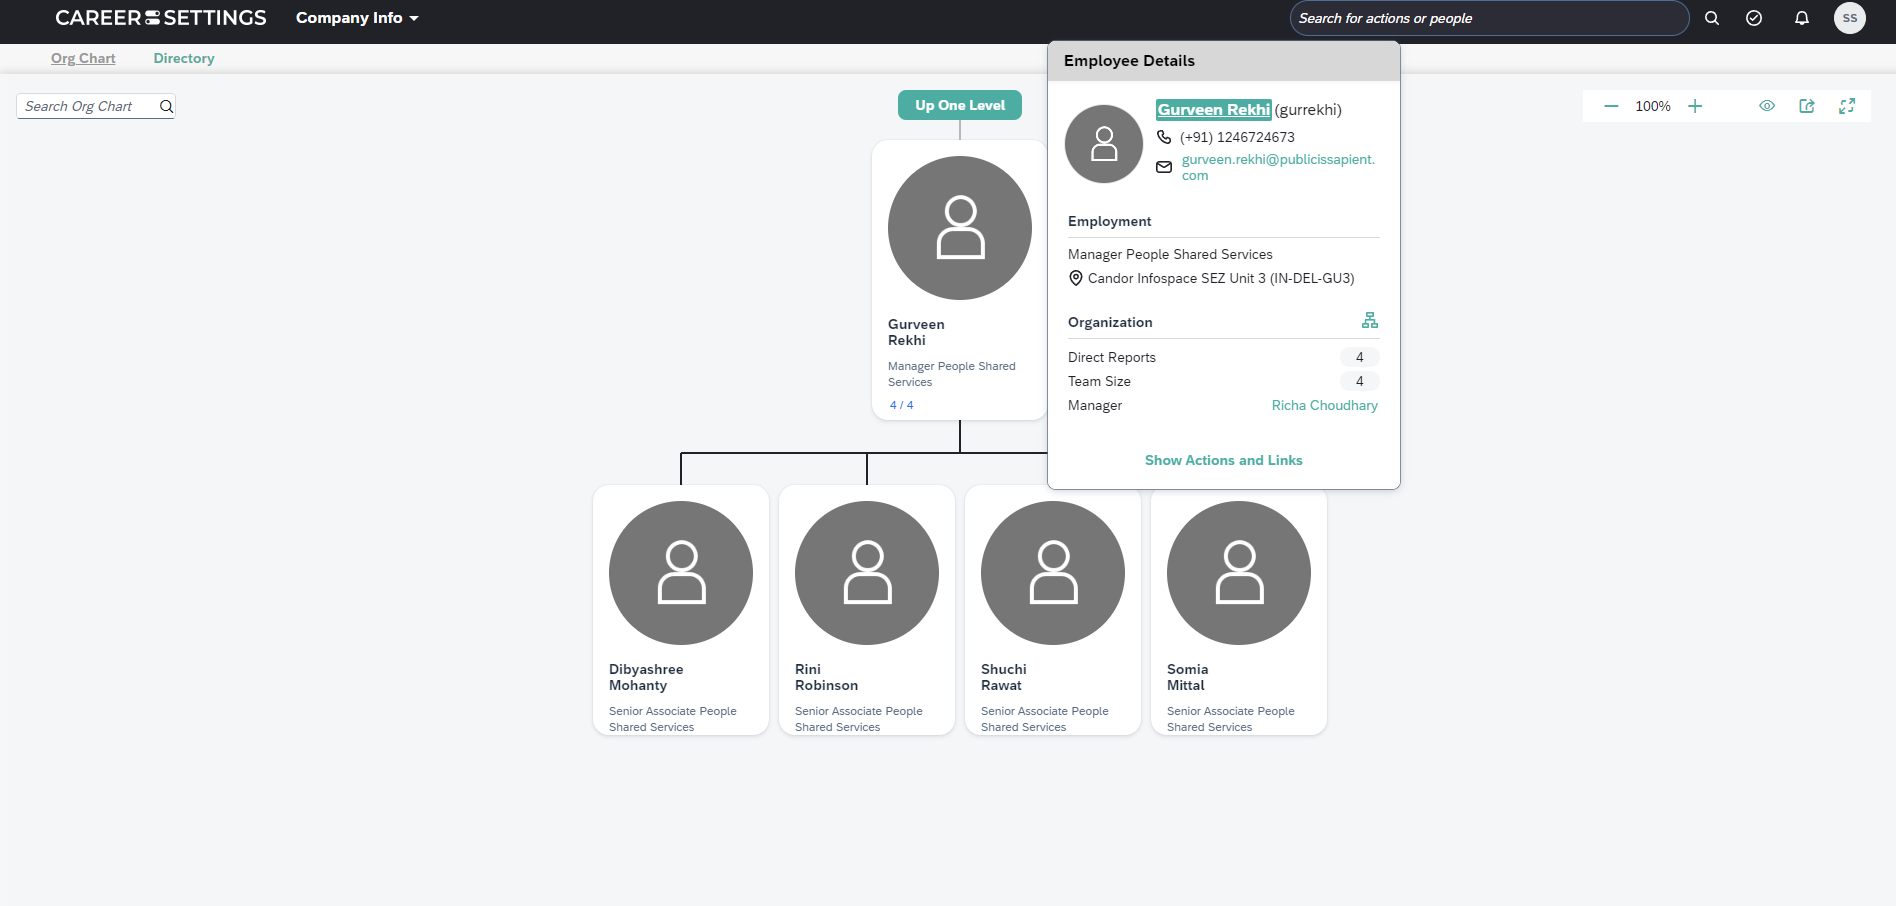 CAREER SETTINGS
Company Info
Search for actions or people
SS
Org Chart
Directory
Search Org Chart
Up One Level
100%
Employee Details
Gurveen Rekhi (gurrekhi)
(+91) 1246724673
gurveen.rekhi@publicissapient.
com
Employment
Manager People Shared Services
Candor Infospace SEZ Unit 3 (IN-DEL-GU3)
Organization
Direct Reports 4
Team Size 4
Manager Richa Choudhary
Show Actions and Links
Gurveen
Rekhi
Manager People Shared
Services
4 / 4
Dibyashree
Mohanty
Senior Associate People
Shared Services
Rini
Robinson
Senior Associate People
Shared Services
Shuchi
Rawat
Senior Associate People
Shared Services
Somia
Mittal
Senior Associate People
Shared Services